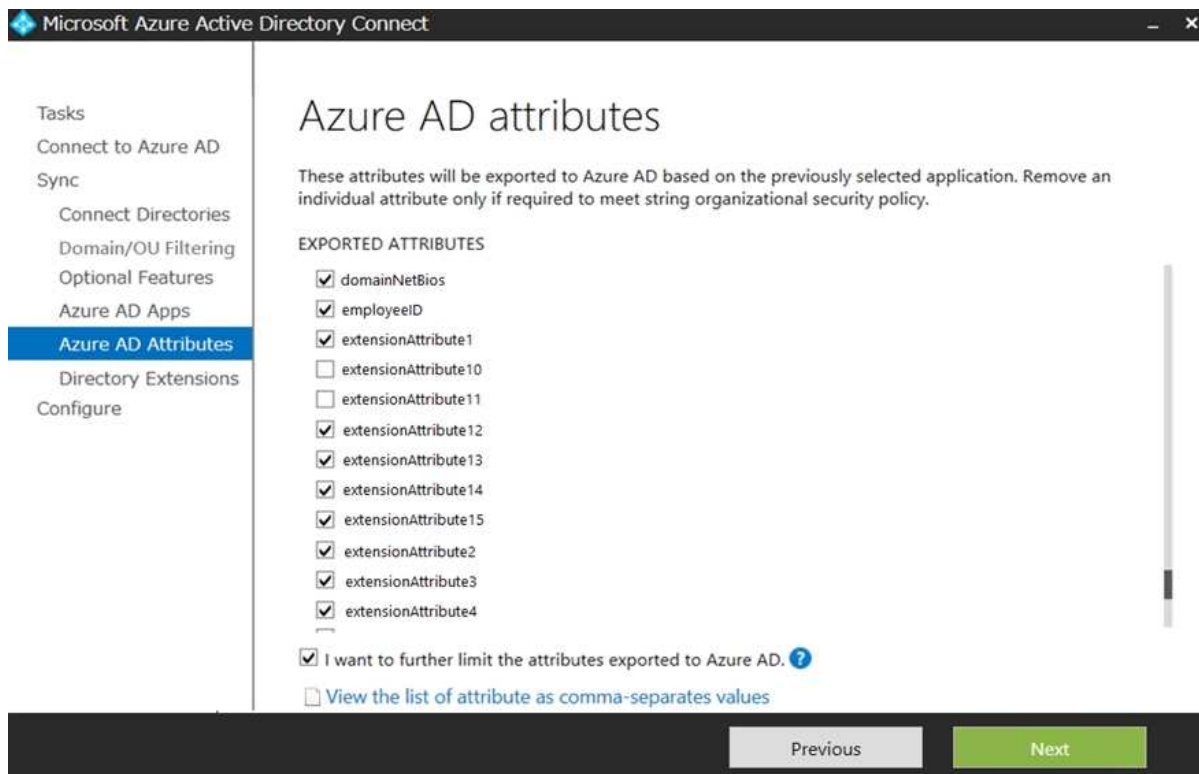 Microsoft Azure Active Directory Connect
Tasks
Connect to Azure AD
Sync
Connect Directories
Domain/OU Filtering
Optional Features
Azure AD Apps
Azure AD Attributes
Directory Extensions
Configure
Azure AD attributes
These attributes will be exported to Azure AD based on the previously selected application. Remove an
individual attribute only if required to meet string organizational security policy.
EXPORTED ATTRIBUTES
domainNetBios
employeeID
extensionAttribute1
extensionAttribute10
extensionAttribute11
extensionAttribute12
extensionAttribute13
extensionAttribute14
extensionAttribute15
extensionAttribute2
extensionAttribute3
extensionAttribute4
I want to further limit the attributes exported to Azure AD. ?
View the list of attribute as comma-separates values
Previous
Next